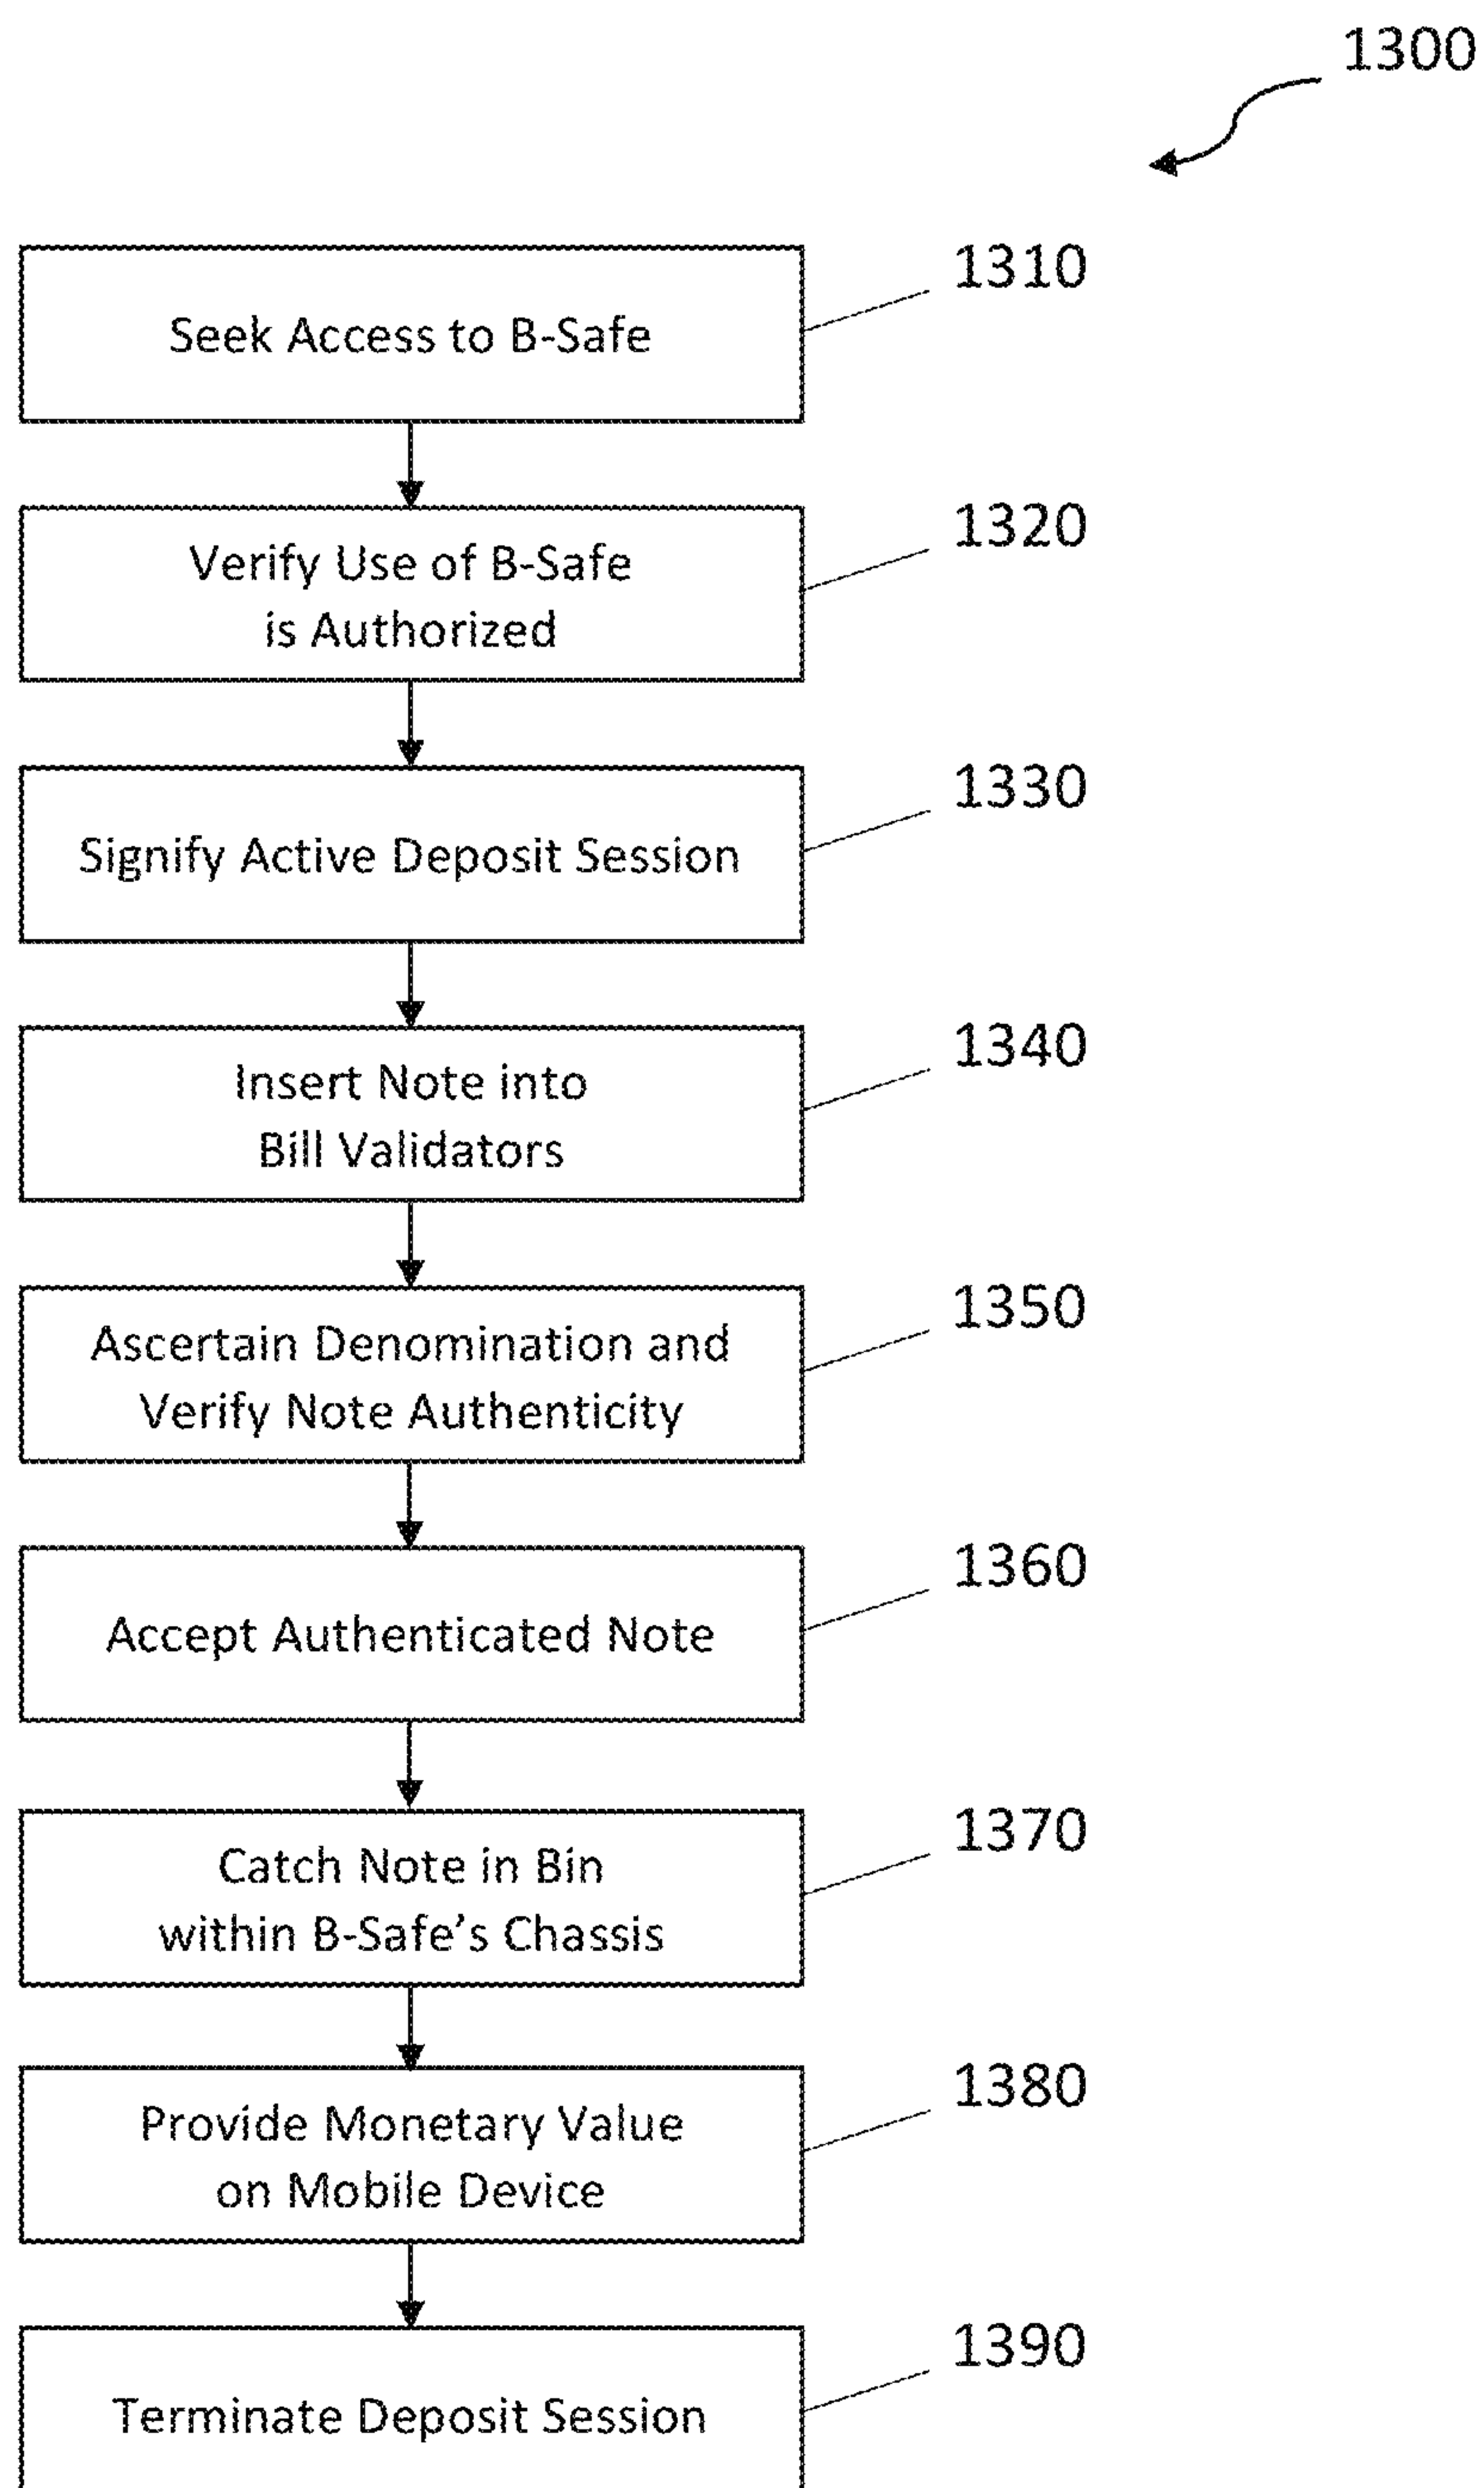 1300
1310
Seek Access to B-Safe
1320
Verify Use of B-Safe
is Authorized
1330
Signify Active Deposit Session
1340
Insert Note into
Bill Validators
1350
Ascertain Denomination and
Verify Note Authenticity
1360
Accept Authenticated Note
1370
Catch Note in Bin
within B-Safe’s Chassis
1380
Provide Monetary Value
on Mobile Device
1390
Terminate Deposit Session